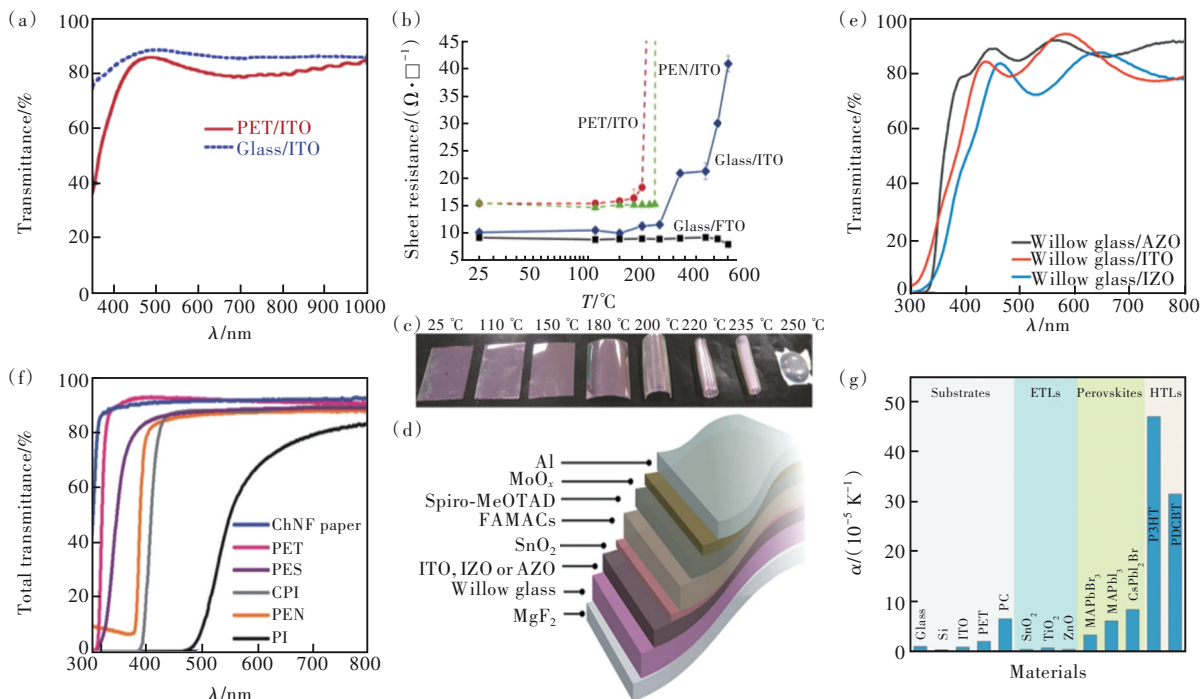 (a)
100
80
60
40
20
0
Transmittance/%
PET/ITO
Glass/ITO
400 500 600 700 800 900 1000
λ/nm
(b)
45
40
35
30
25
20
15
10
5
Sheet resistance/(Ω·□⁻¹)
PEN/ITO
PET/ITO
Glass/ITO
Glass/FTO
25 50 100 200 400 600
T/℃
(c)
25 ℃ 110 ℃ 150 ℃ 180 ℃ 200 ℃ 220 ℃ 235 ℃ 250 ℃
(d)
Al
MoOₓ
Spiro-MeOTAD
FAMACs
SnO₂
ITO, IZO or AZO
Willow glass
MgF₂
(e)
100
80
60
40
20
0
Transmittance/%
Willow glass/AZO
Willow glass/ITO
Willow glass/IZO
300 400 500 600 700 800
λ/nm
(f)
100
80
60
40
20
0
Total transmittance/%
ChNF paper
PET
PES
CPI
PEN
PI
300 400 500 600 700 800
λ/nm
(g)
50
40
30
20
10
0
α/(10⁻⁵ K⁻¹)
Substrates ETLs Perovskites HTLs
Glass
Si
ITO
PET
PC
SnO₂
TiO₂
ZnO
MAPbBr₃
MAPbI₃
CsPbI₂Br
P3HT
PDCBT
Materials